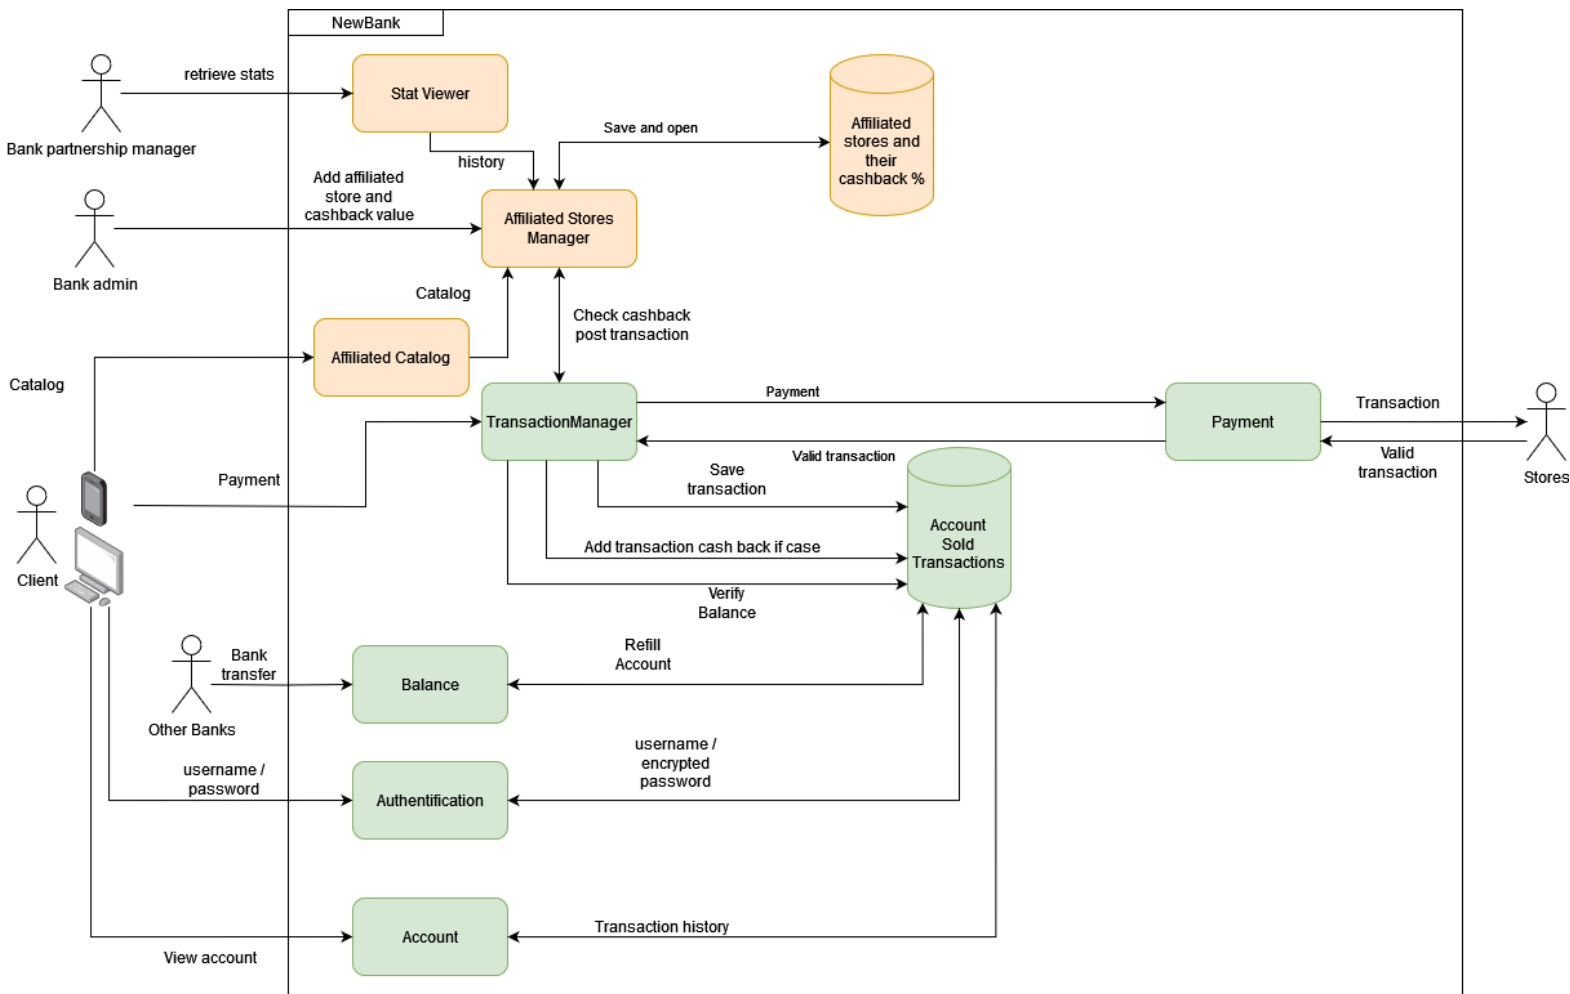 NewBank
retrieve stats
Stat Viewer
Bank partnership manager
history
Save and open
Affiliated
stores and
their
cashback %
Add affiliated
store and
cashback value
Affiliated Stores
Manager
Bank admin
Catalog
Check cashback
post transaction
Affiliated Catalog
Catalog
TransactionManager
Payment
Payment
Transaction
Valid transaction
Valid
transaction
Stores
Payment
Save
transaction
Account
Sold
Transactions
Add transaction cash back if case
Client
Verify
Balance
Bank
transfer
Refill
Account
Balance
Other Banks
username /
password
username /
encrypted
password
Authentification
Account
Transaction history
View account